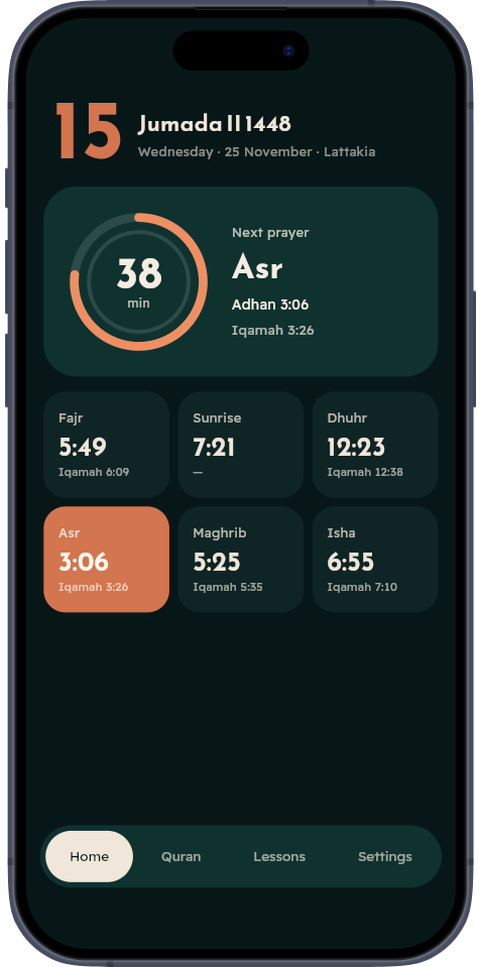 15
Jumada II 1448
Wednesday · 25 November · Lattakia
38
min
Next prayer
Asr
Adhan 3:06
Iqamah 3:26
Fajr
5:49
Iqamah 6:09
Sunrise
7:21
—
Dhuhr
12:23
Iqamah 12:38
Asr
3:06
Iqamah 3:26
Maghrib
5:25
Iqamah 5:35
Isha
6:55
Iqamah 7:10
Home
Quran
Lessons
Settings